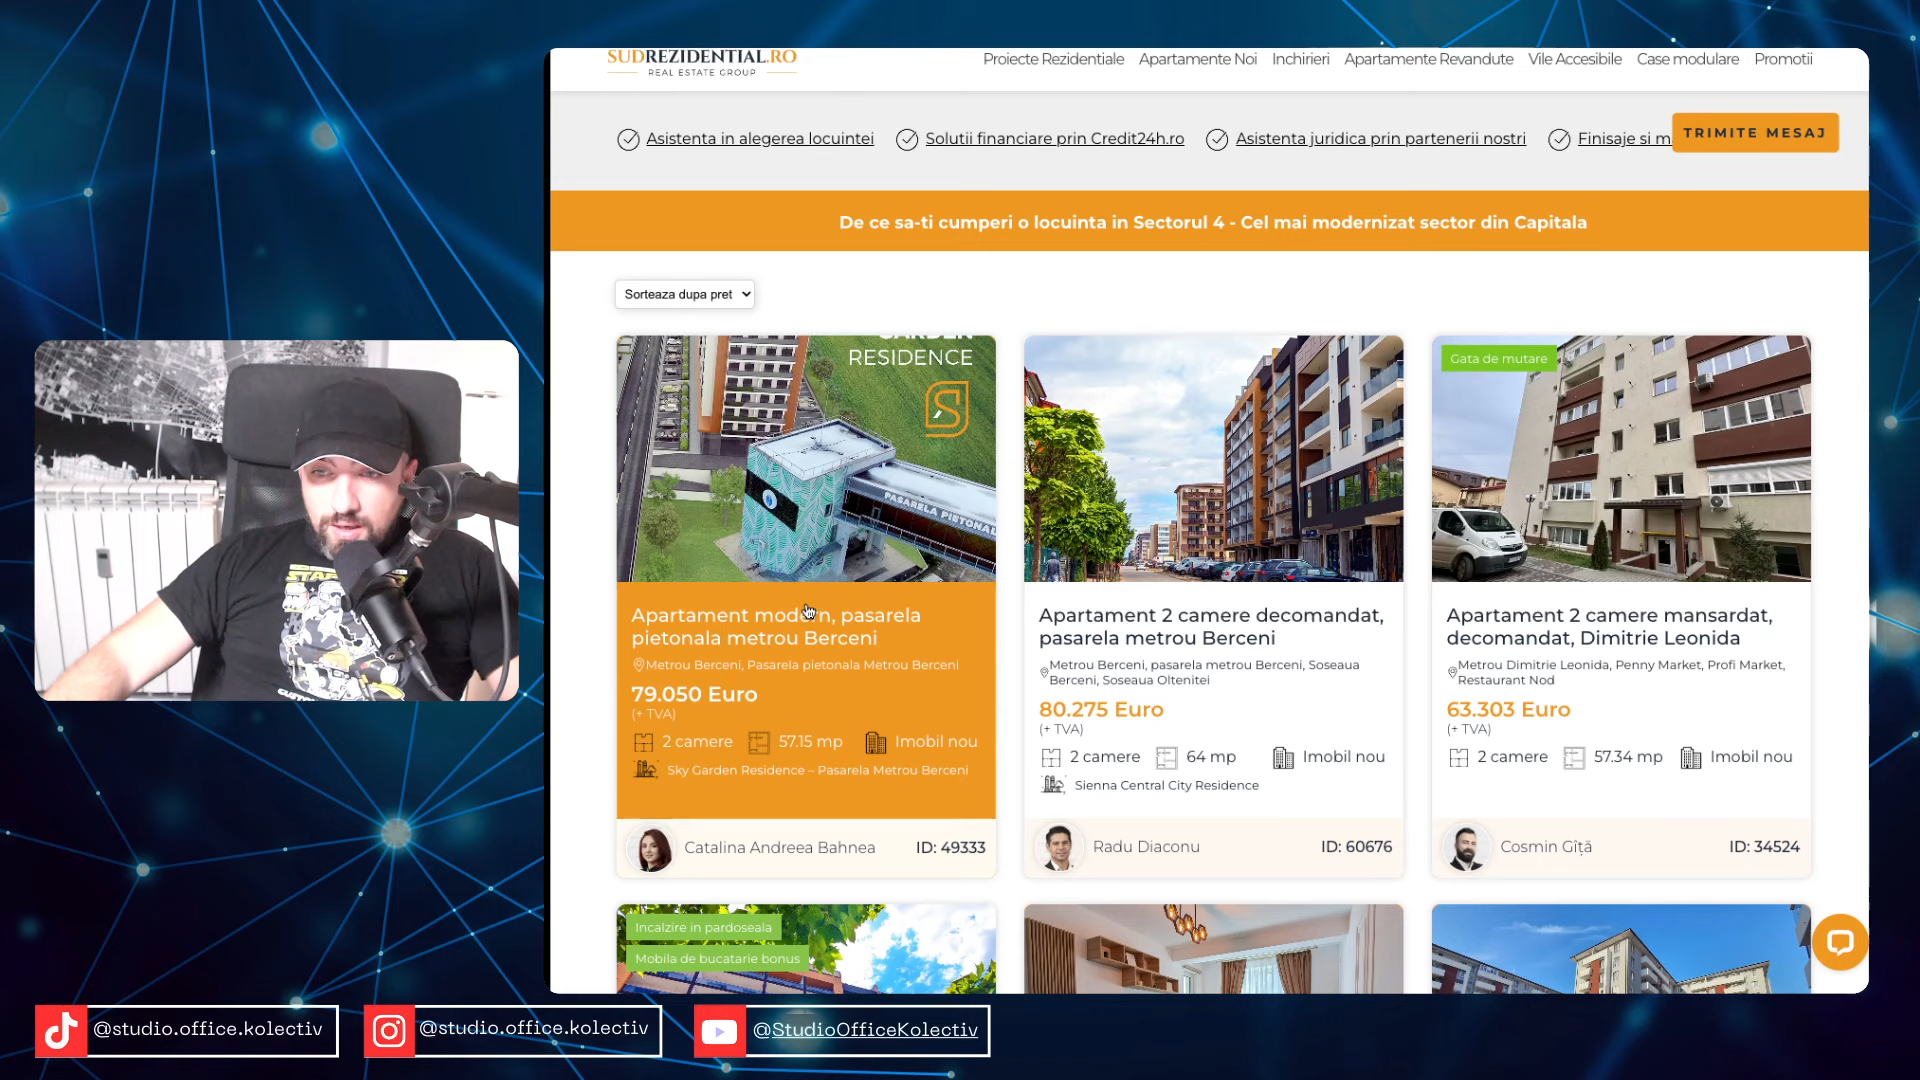 SUDREZIDENTIAL.RO
REAL ESTATE GROUP
Proiecte Rezidentiale Apartamente Noi Inchirieri Apartamente Revandute Vile Accesibile Case modulare Promotii
Asistenta in alegerea locuintei Solutii financiare prin Credit24h.ro Asistenta juridica prin partenerii nostri Finisaje si m
TRIMITE MESAJ
De ce sa-ti cumperi o locuinta in Sectorul 4 - Cel mai modernizat sector din Capitala
Sorteaza dupa pret
GARDEN
RESIDENCE
PASARELA PIETONAL
Apartament modern, pasarela
pietonala metrou Berceni
Metrou Berceni, Pasarela pietonala Metrou Berceni
79.050 Euro
(+ TVA)
2 camere 57.15 mp Imobil nou
Sky Garden Residence – Pasarela Metrou Berceni
Catalina Andreea Bahnea ID: 49333
Apartament 2 camere decomandat,
pasarela metrou Berceni
Metrou Berceni, pasarela metrou Berceni, Soseaua
Berceni, Soseaua Oltenitei
80.275 Euro
(+ TVA)
2 camere 64 mp Imobil nou
Sienna Central City Residence
Radu Diaconu ID: 60676
Gata de mutare
Apartament 2 camere mansardat,
decomandat, Dimitrie Leonida
Metrou Dimitrie Leonida, Penny Market, Profi Market,
Restaurant Nod
63.303 Euro
(+ TVA)
2 camere 57.34 mp Imobil nou
Cosmin Gîță ID: 34524
Incalzire in pardoseala
Mobila de bucatarie bonus
STAR
@studio.office.kolectiv
@studio.office.kolectiv
@StudioOfficeKolectiv